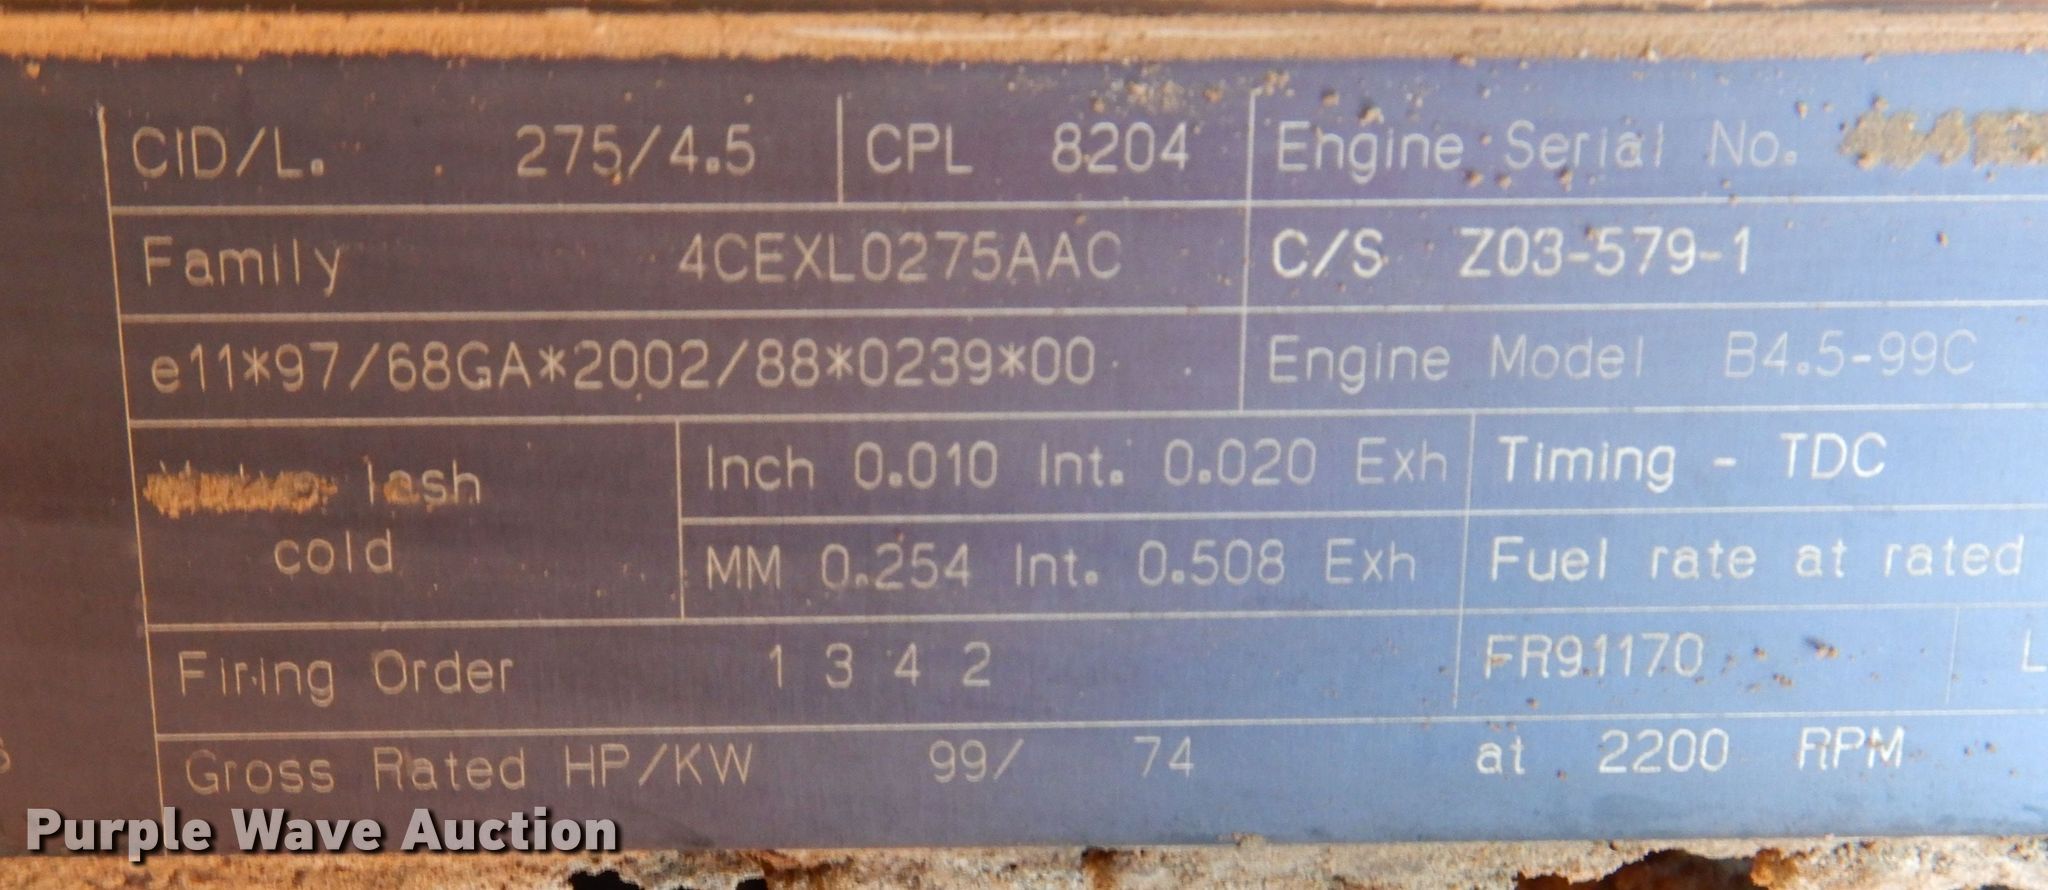 CID/L. 275/4.5 CPL 8204 Engine Serial No.
Family 4CEXL0275AAC C/S Z03-579-1
e11*97/68GA*2002/88*0239*00 Engine Model B4.5-99C
lash
cold
Inch 0.010 Int. 0.020 Exh Timing - TDC
MM 0.254 Int. 0.508 Exh Fuel rate at rated
Firing Order 1 3 4 2 FR91170 L
Gross Rated HP/KW 99/ 74 at 2200 RPM
Purple Wave Auction